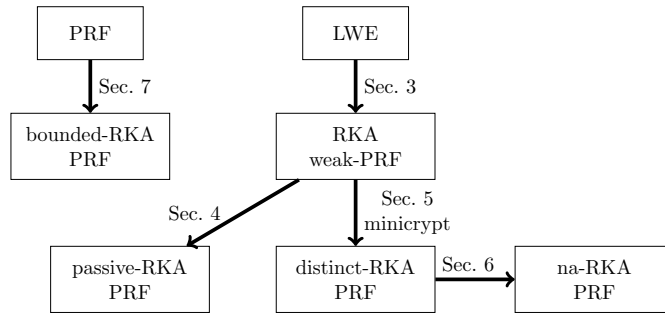 PRF
LWE
Sec. 7
Sec. 3
bounded-RKA
PRF
RKA
weak-PRF
Sec. 4
Sec. 5
minicrypt
passive-RKA
PRF
distinct-RKA
PRF
Sec. 6
na-RKA
PRF